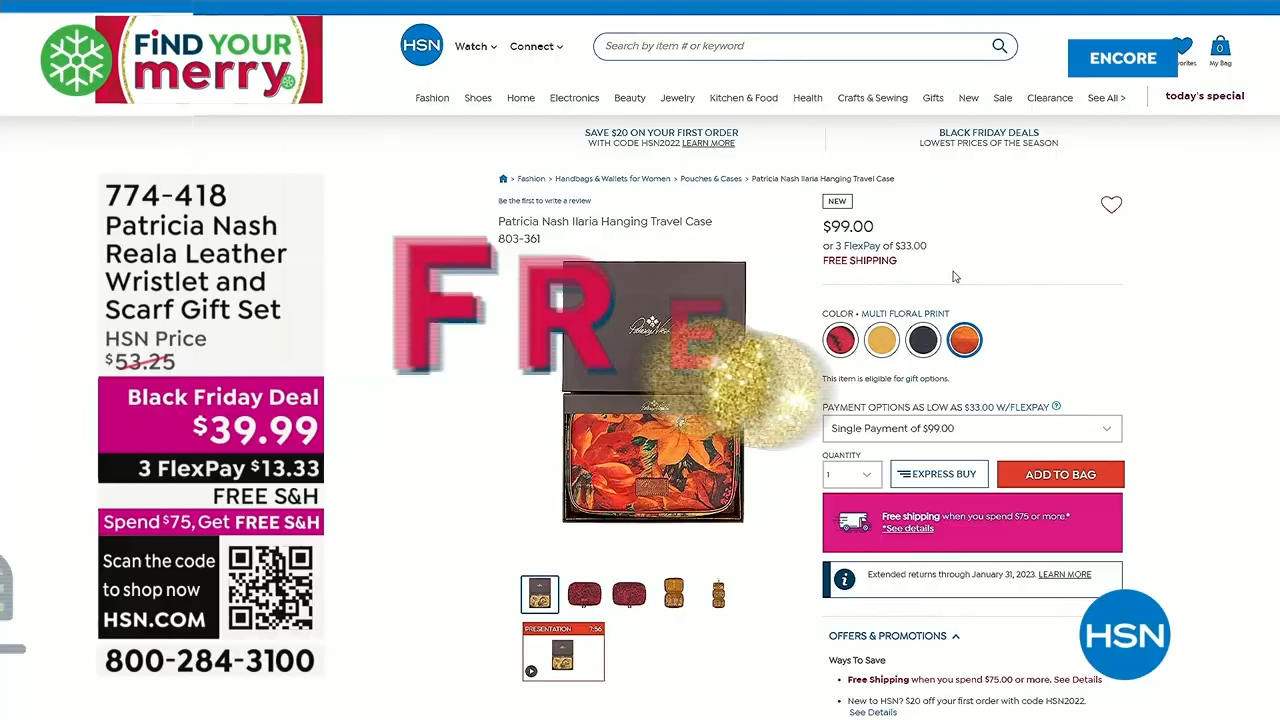 FiND YOUR
merry
HSN
Watch
Connect
Search by item # or keyword
ENCORE
orites
0
My Bag
Fashion
Shoes
Home
Electronics
Beauty
Jewelry
Kitchen & Food
Health
Crafts & Sewing
Gifts
New
Sale
Clearance
See All >
today's special
SAVE $20 ON YOUR FIRST ORDER
WITH CODE HSN2022 LEARN MORE
BLACK FRIDAY DEALS
LOWEST PRICES OF THE SEASON
774-418
Patricia Nash
Reala Leather
Wristlet and
Scarf Gift Set
HSN Price
$53.25
Black Friday Deal
$39.99
3 FlexPay $13.33
FREE S&H
Spend $75, Get FREE S&H
Scan the code
to shop now
HSN.COM
800-284-3100
> Fashion > Handbags & Wallets for Women > Pouches & Cases > Patricia Nash Ilaria Hanging Travel Case
Be the first to write a review
Patricia Nash Ilaria Hanging Travel Case
803-361
FRE
NEW
$99.00
or 3 FlexPay of $33.00
FREE SHIPPING
COLOR • MULTI FLORAL PRINT
This item is eligible for gift options.
PAYMENT OPTIONS AS LOW AS $33.00 W/FLEXPAY ?
Single Payment of $99.00
QUANTITY
1
EXPRESS BUY
ADD TO BAG
Free shipping when you spend $75 or more.*
*See details
Extended returns through January 31, 2023. LEARN MORE
PRESENTATION 7:56
OFFERS & PROMOTIONS
Ways To Save
• Free Shipping when you spend $75.00 or more. See Details
• New to HSN? $20 off your first order with code HSN2022.
See Details
HSN